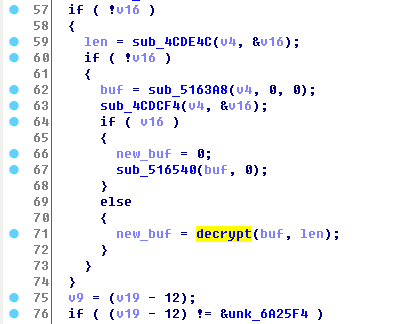 57 if ( !v16 )
58 {
59 len = sub_4CDE4C(v4, &v16);
60 if ( !v16 )
61 {
62 buf = sub_5163A8(v4, 0, 0);
63 sub_4CDCF4(v4, &v16);
64 if ( v16 )
65 {
66 new_buf = 0;
67 sub_516540(buf, 0);
68 }
69 else
70 {
71 new_buf = decrypt(buf, len);
72 }
73 }
74 }
75 v9 = (v19 - 12);
76 if ( (v19 - 12) != &unk_6A25F4 )